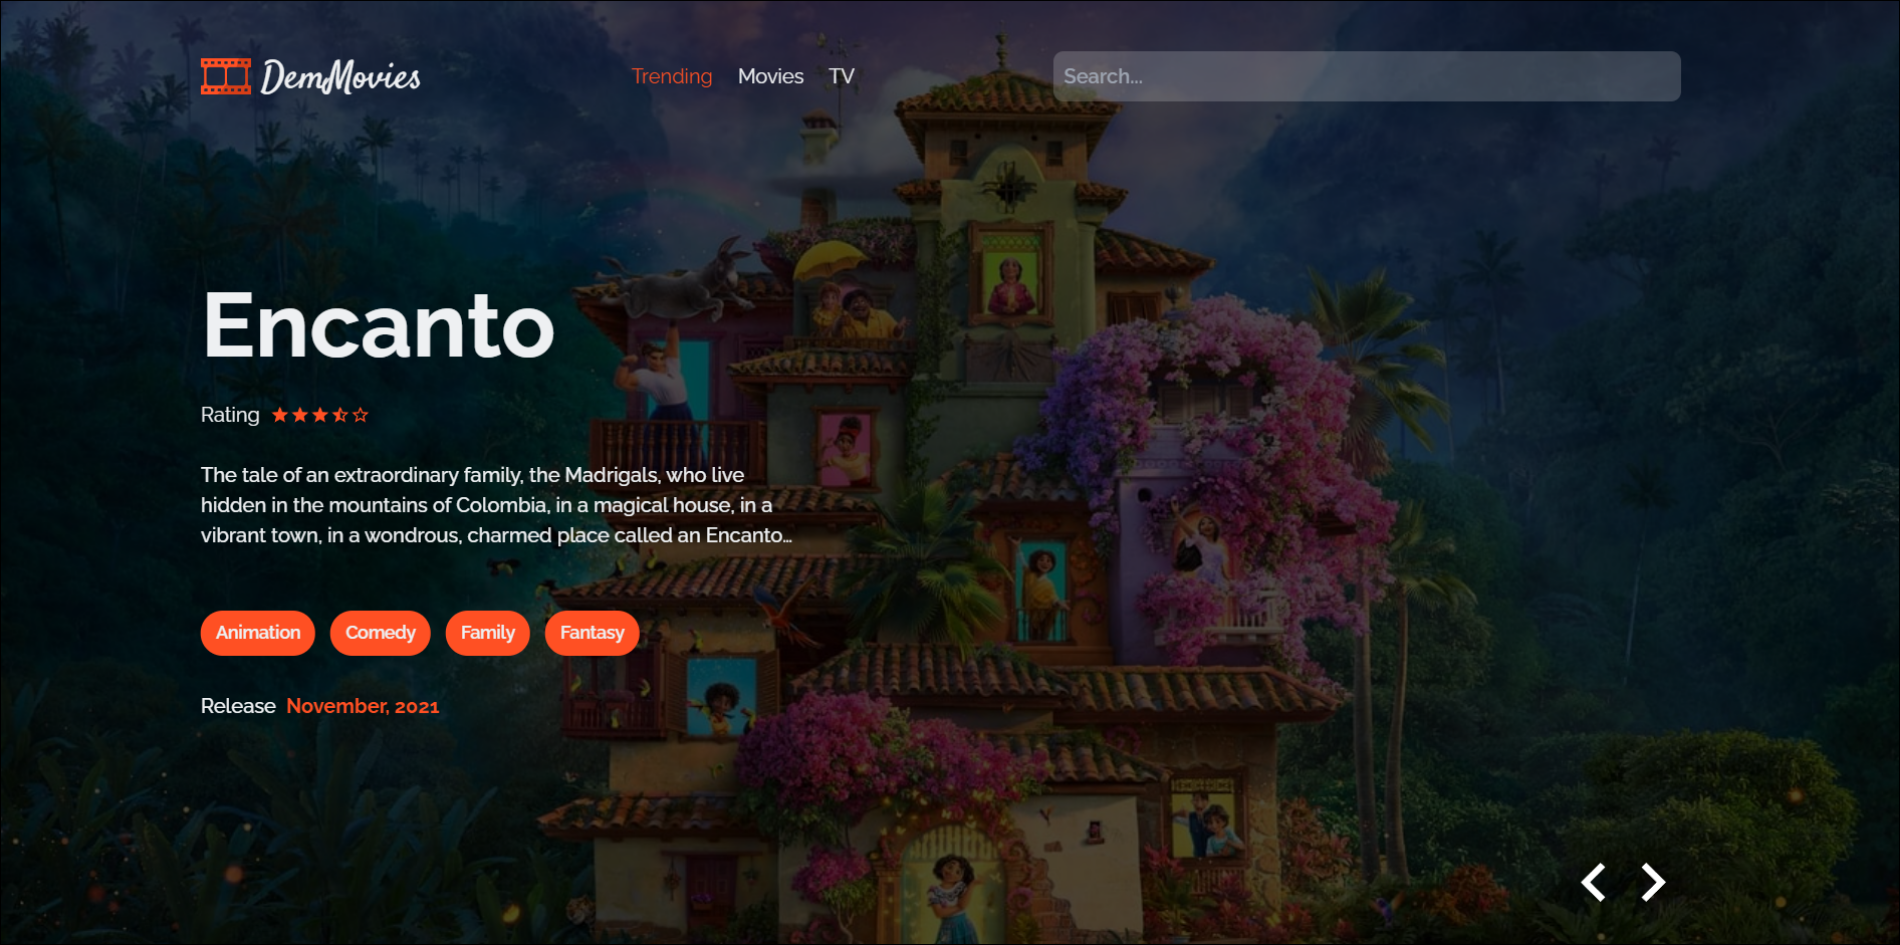 DemMovies
Trending Movies TV
Search...
Encanto
Rating
The tale of an extraordinary family, the Madrigals, who live
hidden in the mountains of Colombia, in a magical house, in a
vibrant town, in a wondrous, charmed place called an Encanto...
Animation Comedy Family Fantasy
Release November, 2021